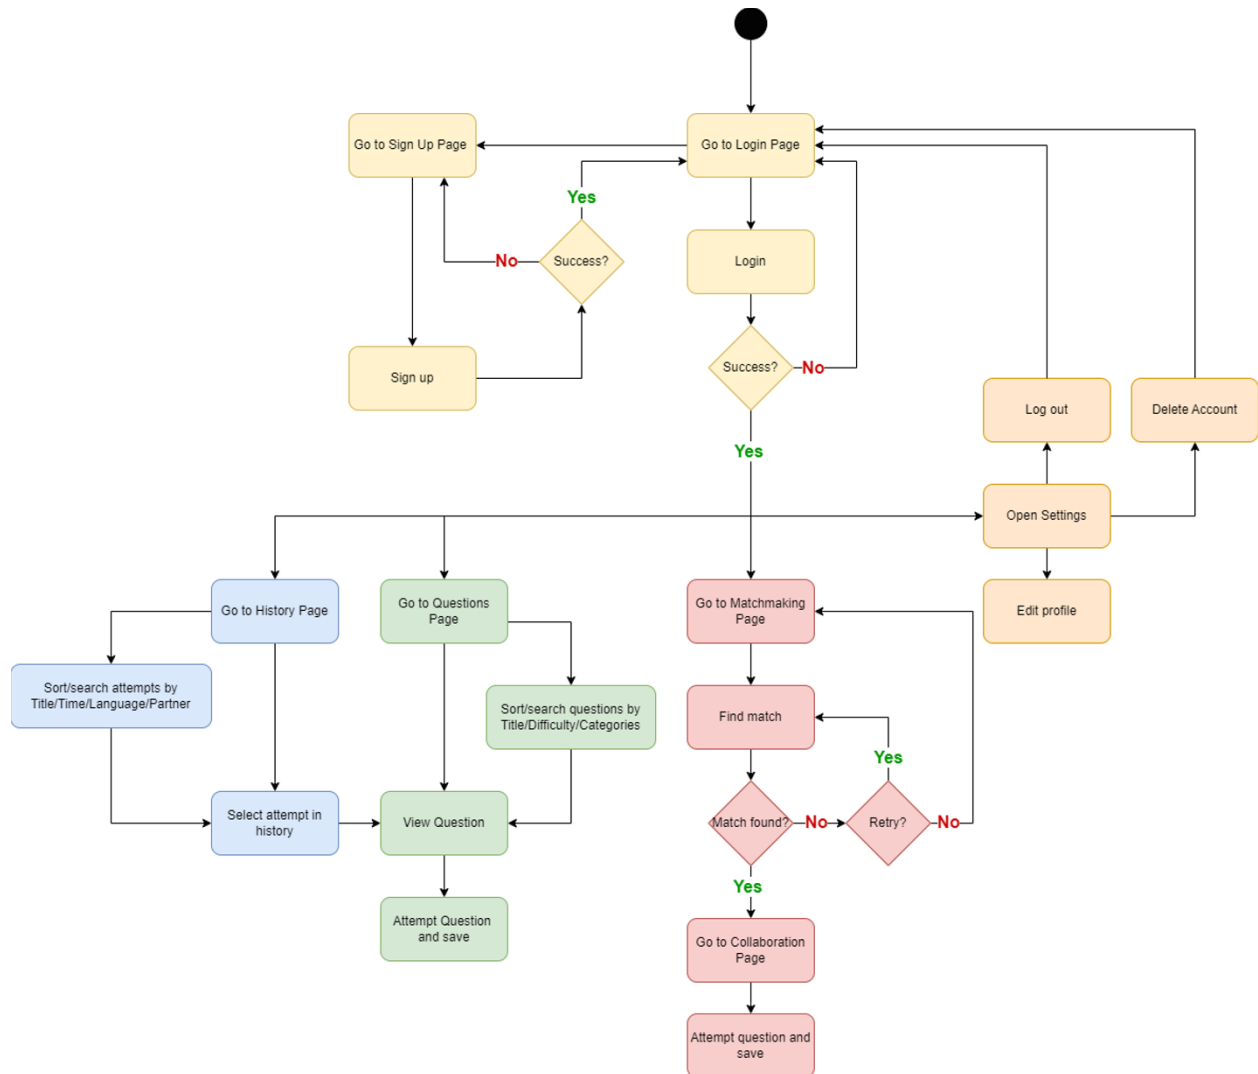 Go to Sign Up Page
Go to Login Page
Yes
Success?
No
Login
Sign up
Success?
No
Yes
Log out
Delete Account
Open Settings
Edit profile
Go to History Page
Go to Questions
Page
Go to Matchmaking
Page
Sort/search attempts by
Title/Time/Language/Partner
Sort/search questions by
Title/Difficulty/Categories
Find match
Yes
Select attempt in
history
View Question
Match found?
No
Retry?
No
Yes
Attempt Question
and save
Go to Collaboration
Page
Attempt question and
save